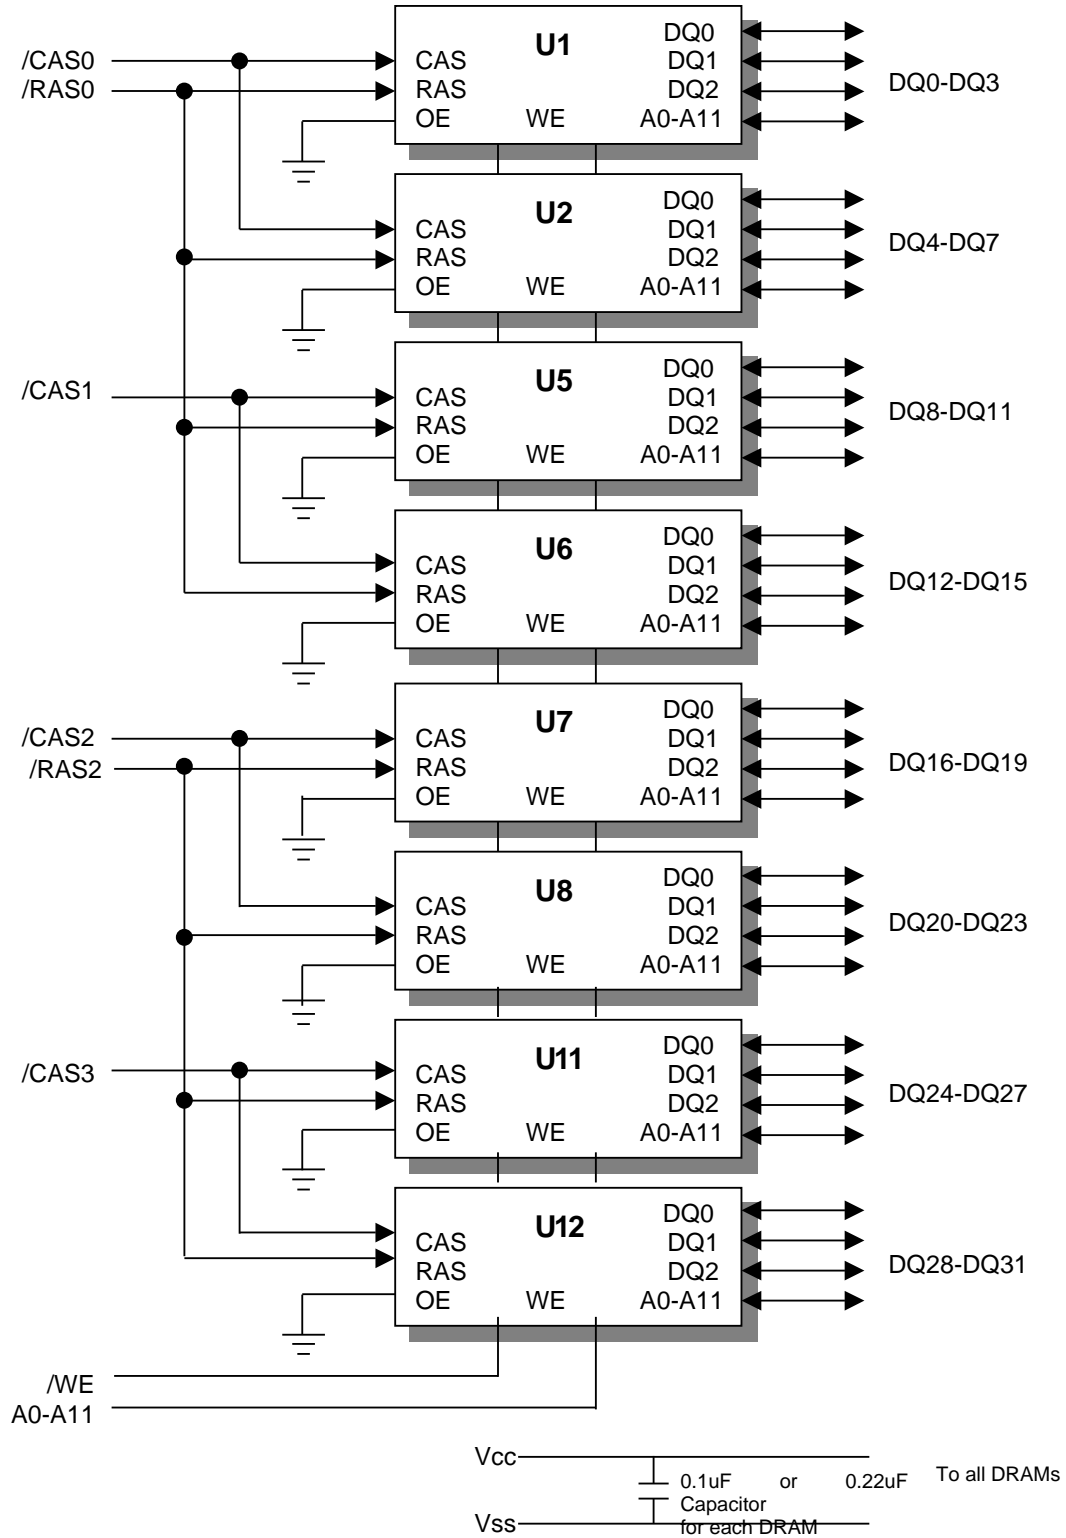 U1 DQ0
/CAS0 CAS DQ1
/RAS0 RAS DQ2 DQ0-DQ3
OE WE A0-A11
U2 DQ0
CAS DQ1
RAS DQ2 DQ4-DQ7
OE WE A0-A11
U5 DQ0
/CAS1 CAS DQ1
RAS DQ2 DQ8-DQ11
OE WE A0-A11
U6 DQ0
CAS DQ1
RAS DQ2 DQ12-DQ15
OE WE A0-A11
U7 DQ0
/CAS2 CAS DQ1
/RAS2 RAS DQ2 DQ16-DQ19
OE WE A0-A11
U8 DQ0
CAS DQ1
RAS DQ2 DQ20-DQ23
OE WE A0-A11
U11 DQ0
/CAS3 CAS DQ1
RAS DQ2 DQ24-DQ27
OE WE A0-A11
U12 DQ0
CAS DQ1
RAS DQ2 DQ28-DQ31
OE WE A0-A11
/WE
A0-A11
Vcc
0.1uF or 0.22uF To all DRAMs
Capacitor
Vss for each DRAM